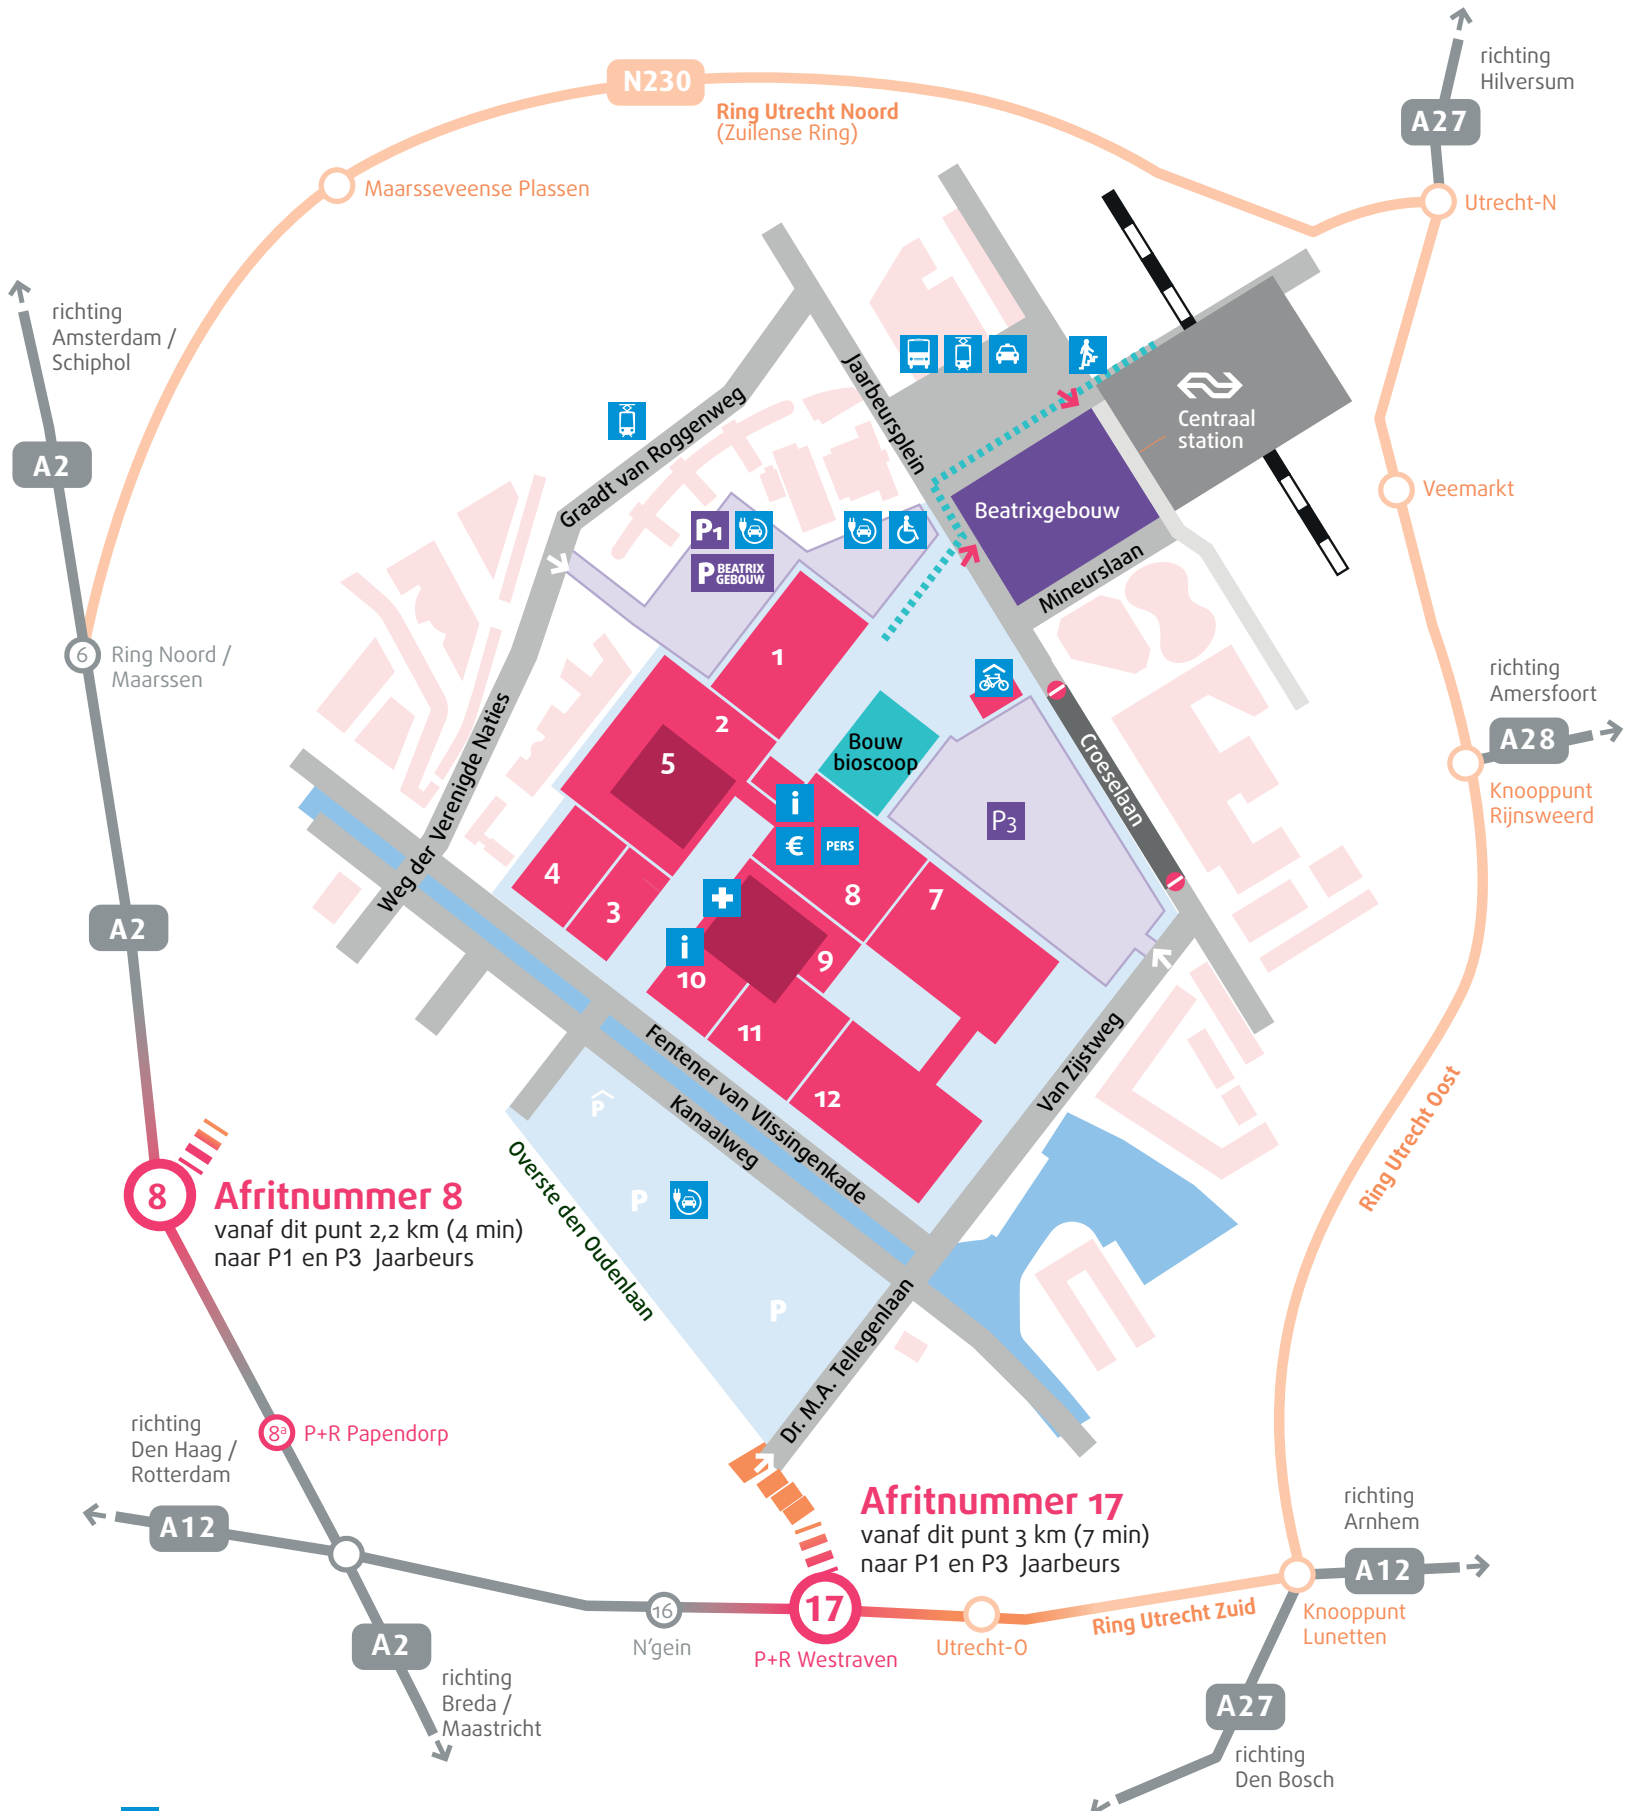 N230
Ring Utrecht Noord
(Zuilense Ring)
richting
Hilversum
A27
Maarsseveense Plassen
Utrecht-N
richting
Amsterdam /
Schiphol
A2
Jaarbeursplein
Centraal
station
Graadt van Roggenweg
Beatrixgebouw
Veemarkt
P1
P BEATRIX
GEBOUW
Mineurslaan
6
Ring Noord /
Maarssen
1
2
5
Bouw
bioscoop
Croeselaan
richting
Amersfoort
A28
Knooppunt
Rijnsweerd
Weg der Verenigde Naties
i
€
PERS
P3
4
3
8
7
A2
i
10
9
11
12
Fentener van Vlissingenkade
Kanaalweg
Van Zijstweg
Ring Utrecht Oost
P
P
P
Overste den Oudenlaan
Dr. M.A. Tellegenlaan
8
Afritnummer 8
vanaf dit punt 2,2 km (4 min)
naar P1 en P3 Jaarbeurs
8a
P+R Papendorp
richting
Den Haag /
Rotterdam
A12
Afritnummer 17
vanaf dit punt 3 km (7 min)
naar P1 en P3 Jaarbeurs
richting
Arnhem
A12
16
N'gein
17
P+R Westraven
Utrecht-O
Ring Utrecht Zuid
Knooppunt
Lunetten
A2
richting
Breda /
Maastricht
A27
richting
Den Bosch